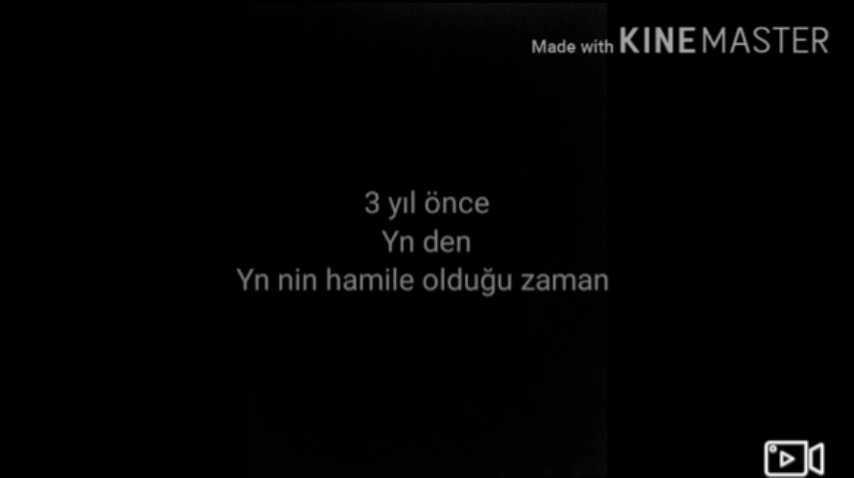 Made with KINEMASTER
3 yıl önce
Yn den
Yn nin hamile olduğu zaman